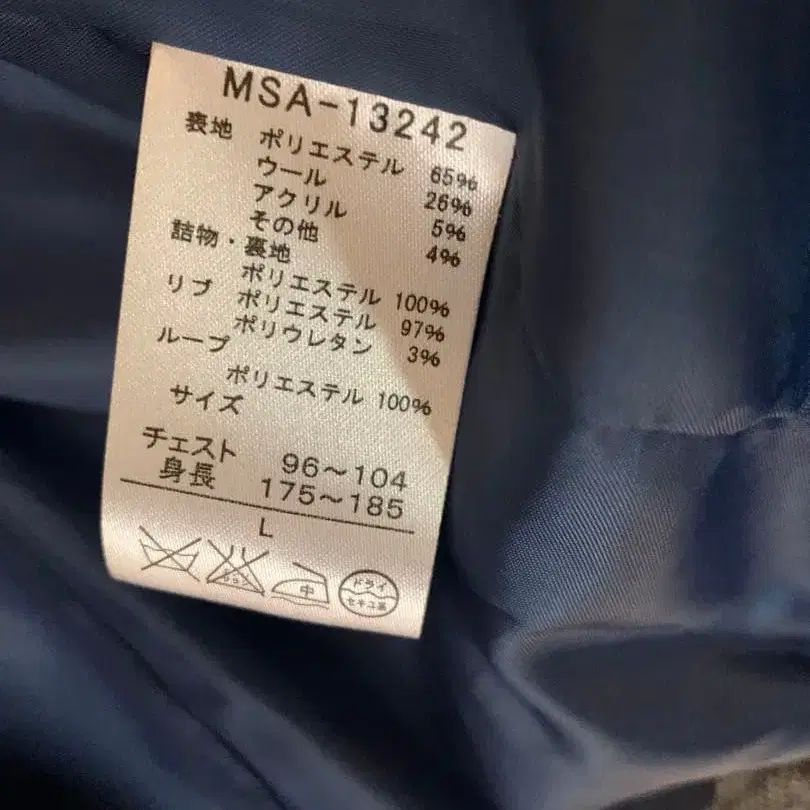 MSA-13242
表地 ポリエステル 65%
ウール 26%
アクリル 5%
その他 4%
詰物・裏地
ポリエステル 100%
リブ ポリエステル 97%
ポリウレタン 3%
ループ
ポリエステル 100%
サイズ
チェスト 96～104
身長 175～185
L
中
ドライ
セキユ系